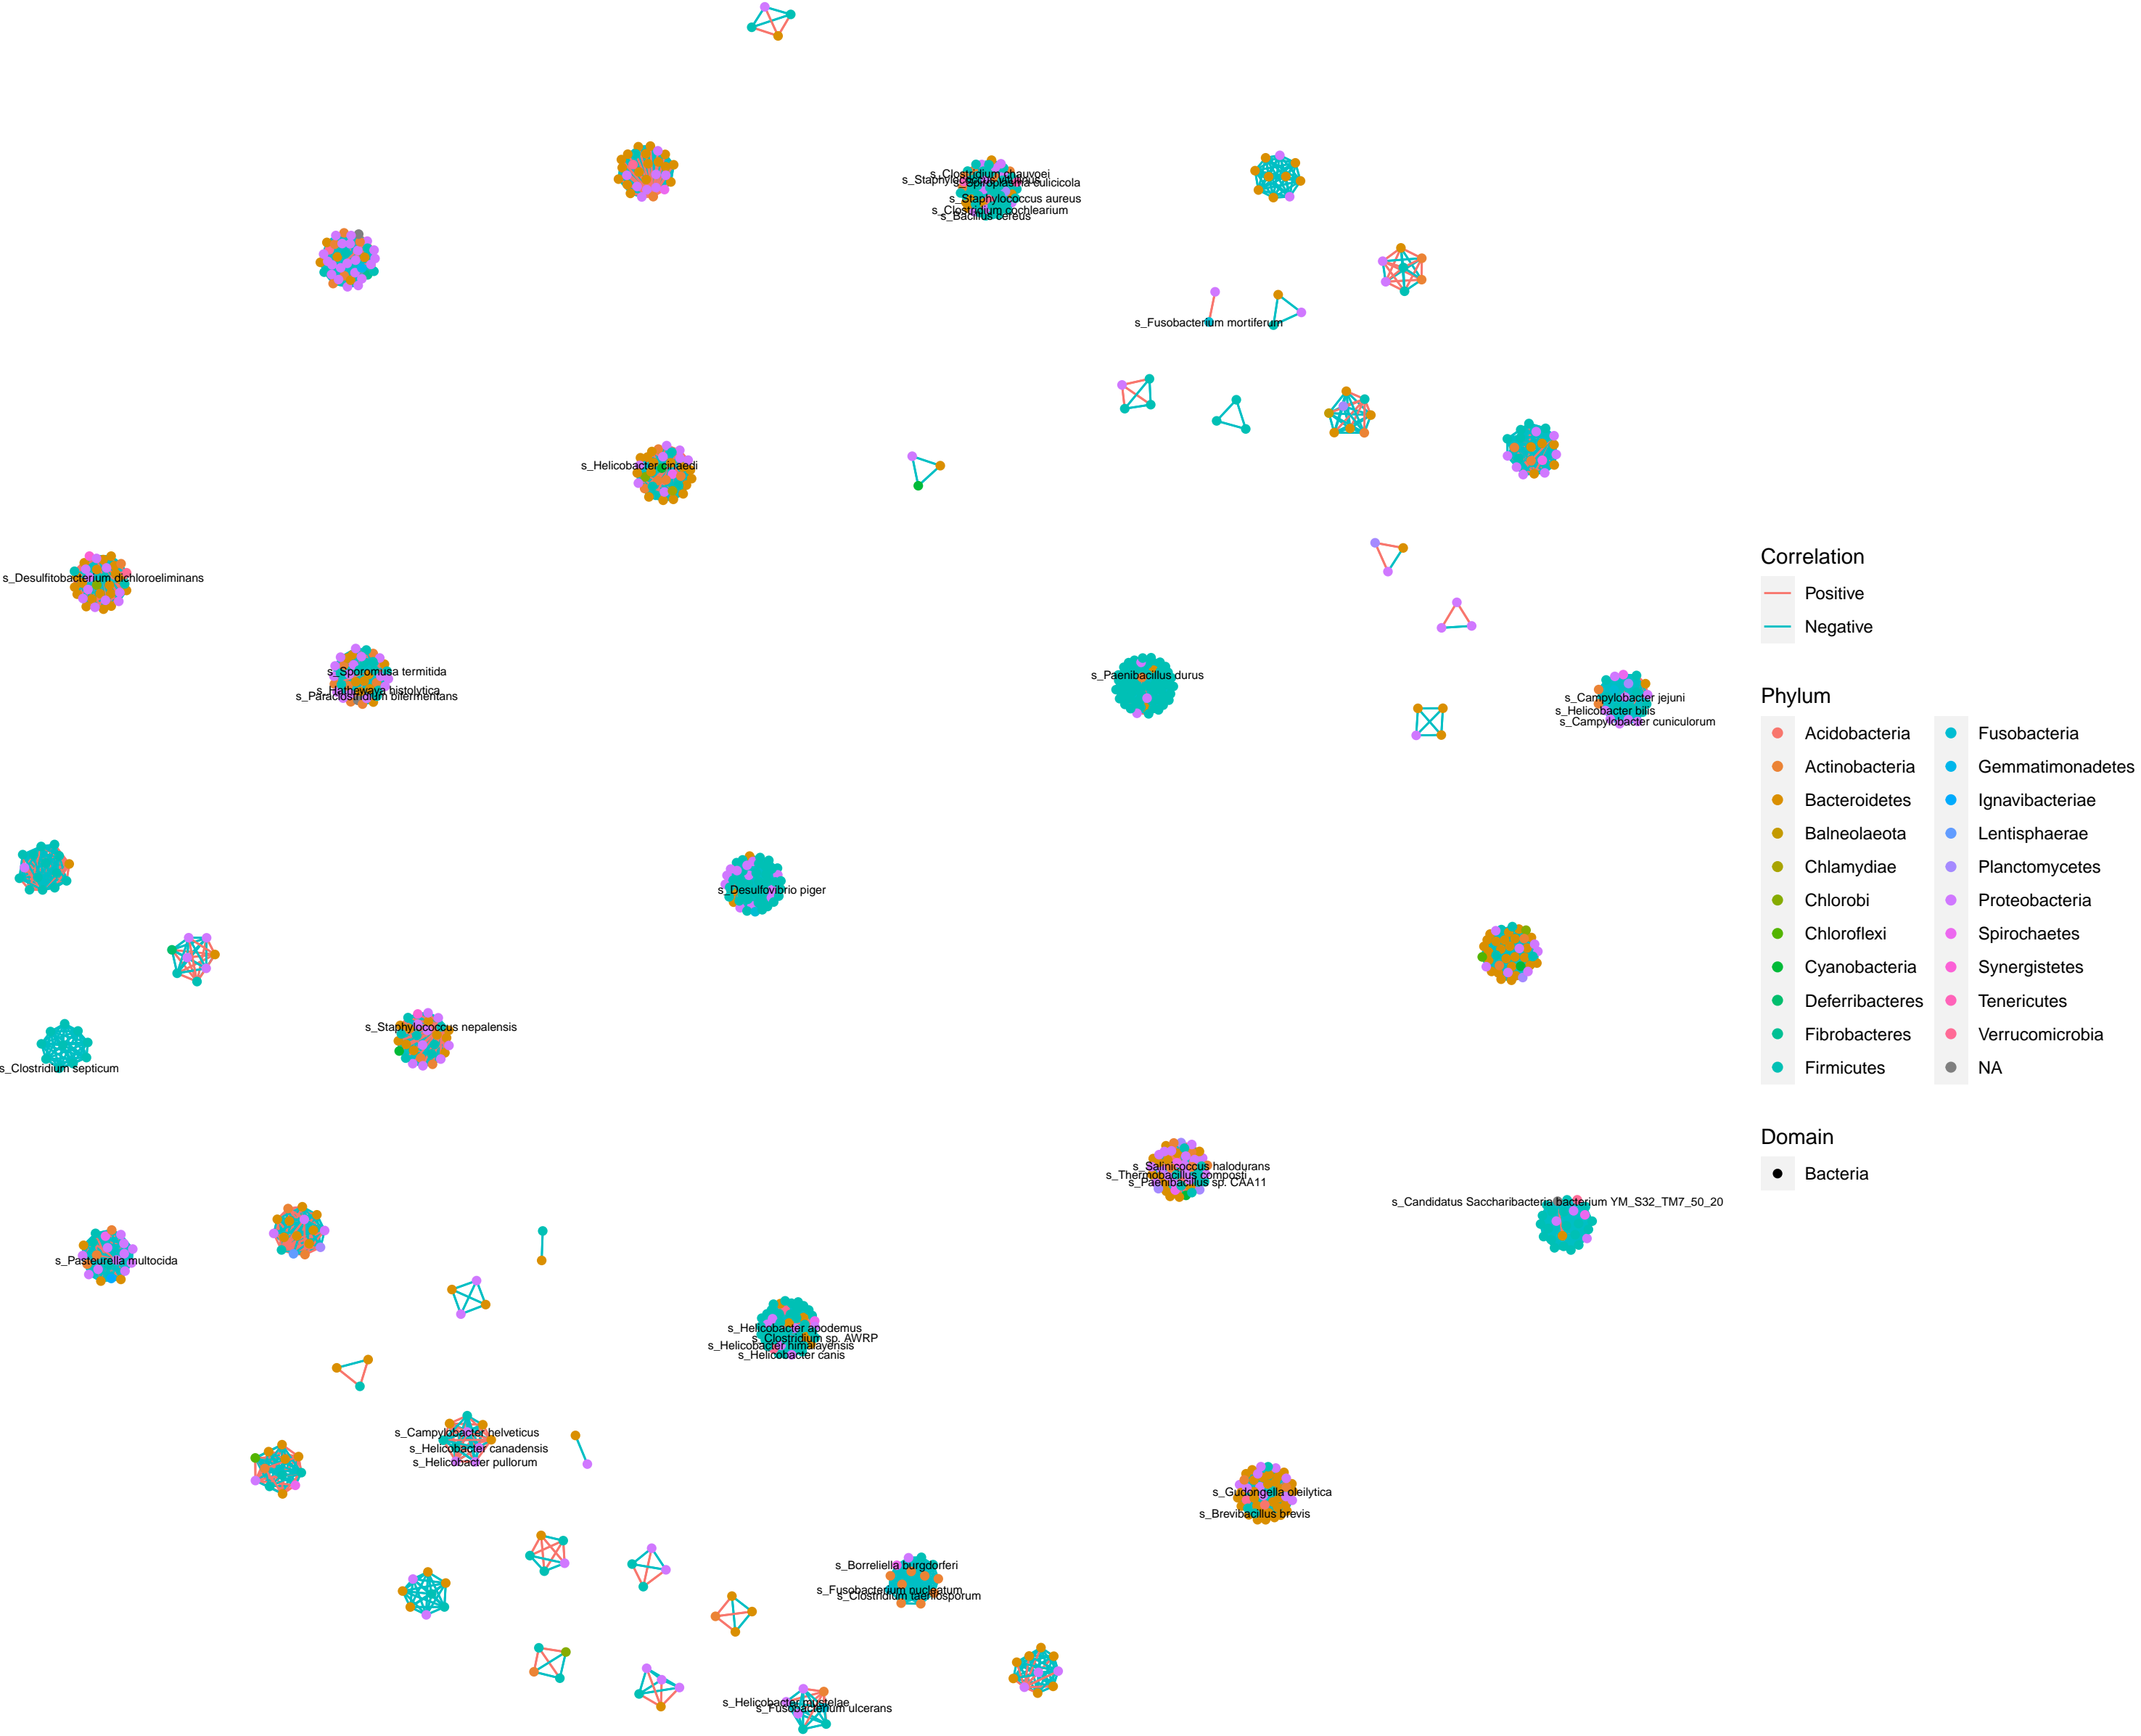 s_Clostridium chauvoei
s_Staphylococcus
s_Spiroplasma culicicola
s_Staphylococcus aureus
s_Clostridium cochlearium
s_Bacillus cereus
s_Fusobacterium mortiferum
s_Helicobacter cinaedi
s_Desulfitobacterium dichloroeliminans
s_Sporomusa termitida
s_Hathewaya histolytica
s_Paraclostridium bifermentans
s_Paenibacillus durus
s_Campylobacter jejuni
s_Helicobacter bilis
s_Campylobacter cuniculorum
s_Desulfovibrio piger
s_Staphylococcus nepalensis
s_Clostridium septicum
s_Salinicoccus halodurans
s_Thermobacillus composti
s_Paenibacillus sp. CAA11
s_Candidatus Saccharibacteria bacterium YM_S32_TM7_50_20
s_Pasteurella multocida
s_Helicobacter apodemus
s_Clostridium sp. AWRP
s_Helicobacter himalayensis
s_Helicobacter canis
s_Campylobacter helveticus
s_Helicobacter canadensis
s_Helicobacter pullorum
s_Gudongella oleilytica
s_Brevibacillus brevis
s_Borreliella burgdorferi
s_Fusobacterium nucleatum
s_Clostridium taeniosporum
s_Helicobacter mustelae
s_Fusobacterium ulcerans
Correlation
Positive
Negative
Phylum
Acidobacteria
Actinobacteria
Bacteroidetes
Balneolaeota
Chlamydiae
Chlorobi
Chloroflexi
Cyanobacteria
Deferribacteres
Fibrobacteres
Firmicutes
Fusobacteria
Gemmatimonadetes
Ignavibacteriae
Lentisphaerae
Planctomycetes
Proteobacteria
Spirochaetes
Synergistetes
Tenericutes
Verrucomicrobia
NA
Domain
Bacteria